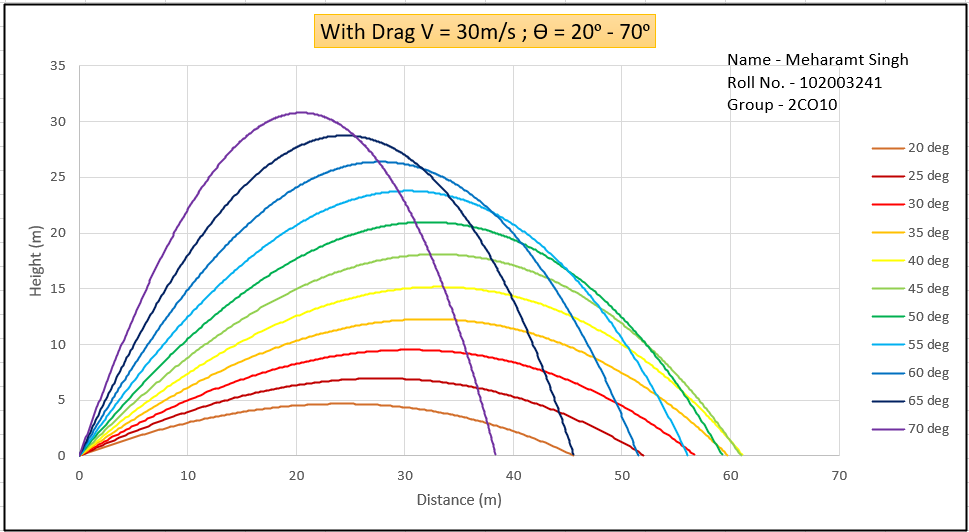 With Drag V = 30m/s ; Ɵ = 20º - 70º
Name - Meharamt Singh
Roll No. - 102003241
Group - 2CO10
35
30
25
20
15
10
5
0
Height (m)
0 10 20 30 40 50 60 70
Distance (m)
20 deg
25 deg
30 deg
35 deg
40 deg
45 deg
50 deg
55 deg
60 deg
65 deg
70 deg